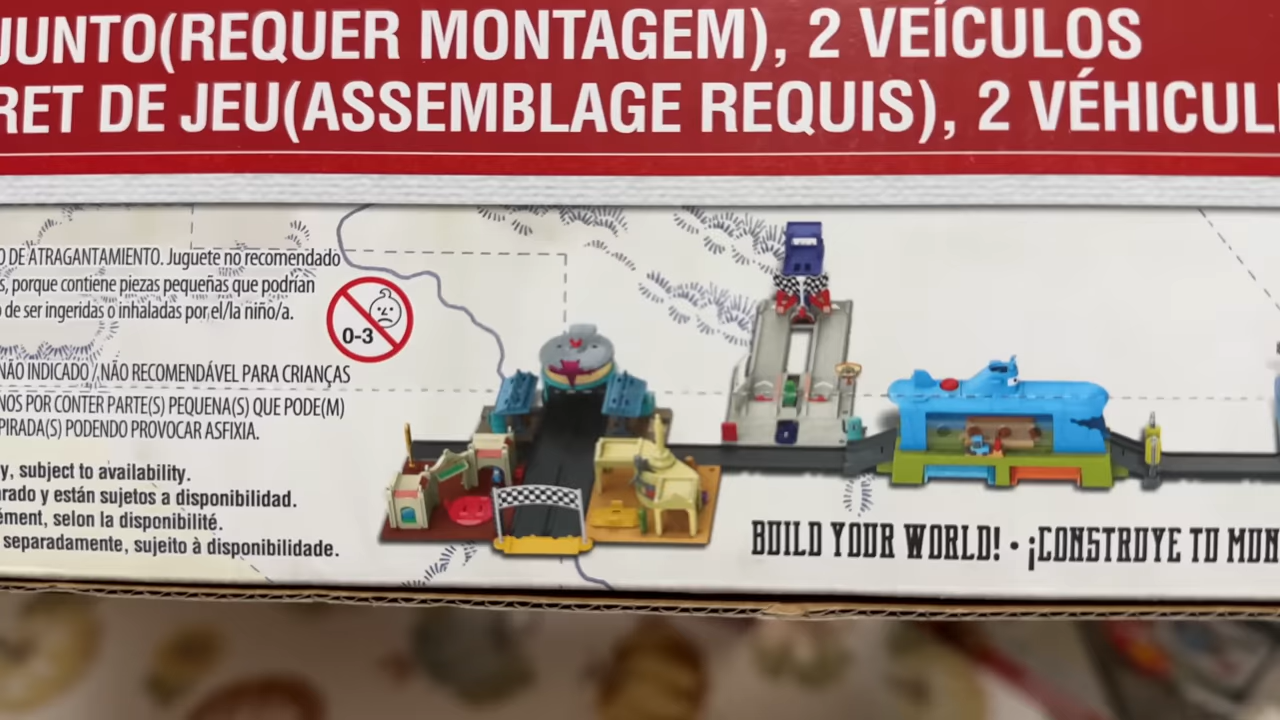 JUNTO(REQUER MONTAGEM), 2 VEÍCULOS
RET DE JEU(ASSEMBLAGE REQUIS), 2 VÉHICUL
O DE ATRAGANTAMIENTO. Juguete no recomendado
s, porque contiene piezas pequeñas que podrían
o de ser ingeridas o inhaladas por el/la niño/a.
0-3
NÃO INDICADO / NÃO RECOMENDÁVEL PARA CRIANÇAS
NOS POR CONTER PARTE(S) PEQUENA(S) QUE PODE(M)
PIRADA(S) PODENDO PROVOCAR ASFIXIA.
y, subject to availability.
arado y están sujetos a disponibilidad.
ément, selon la disponibilité.
separadamente, sujeito à disponibilidade.
BUILD YOUR WORLD! • ¡CONSTRUYE TU MUN